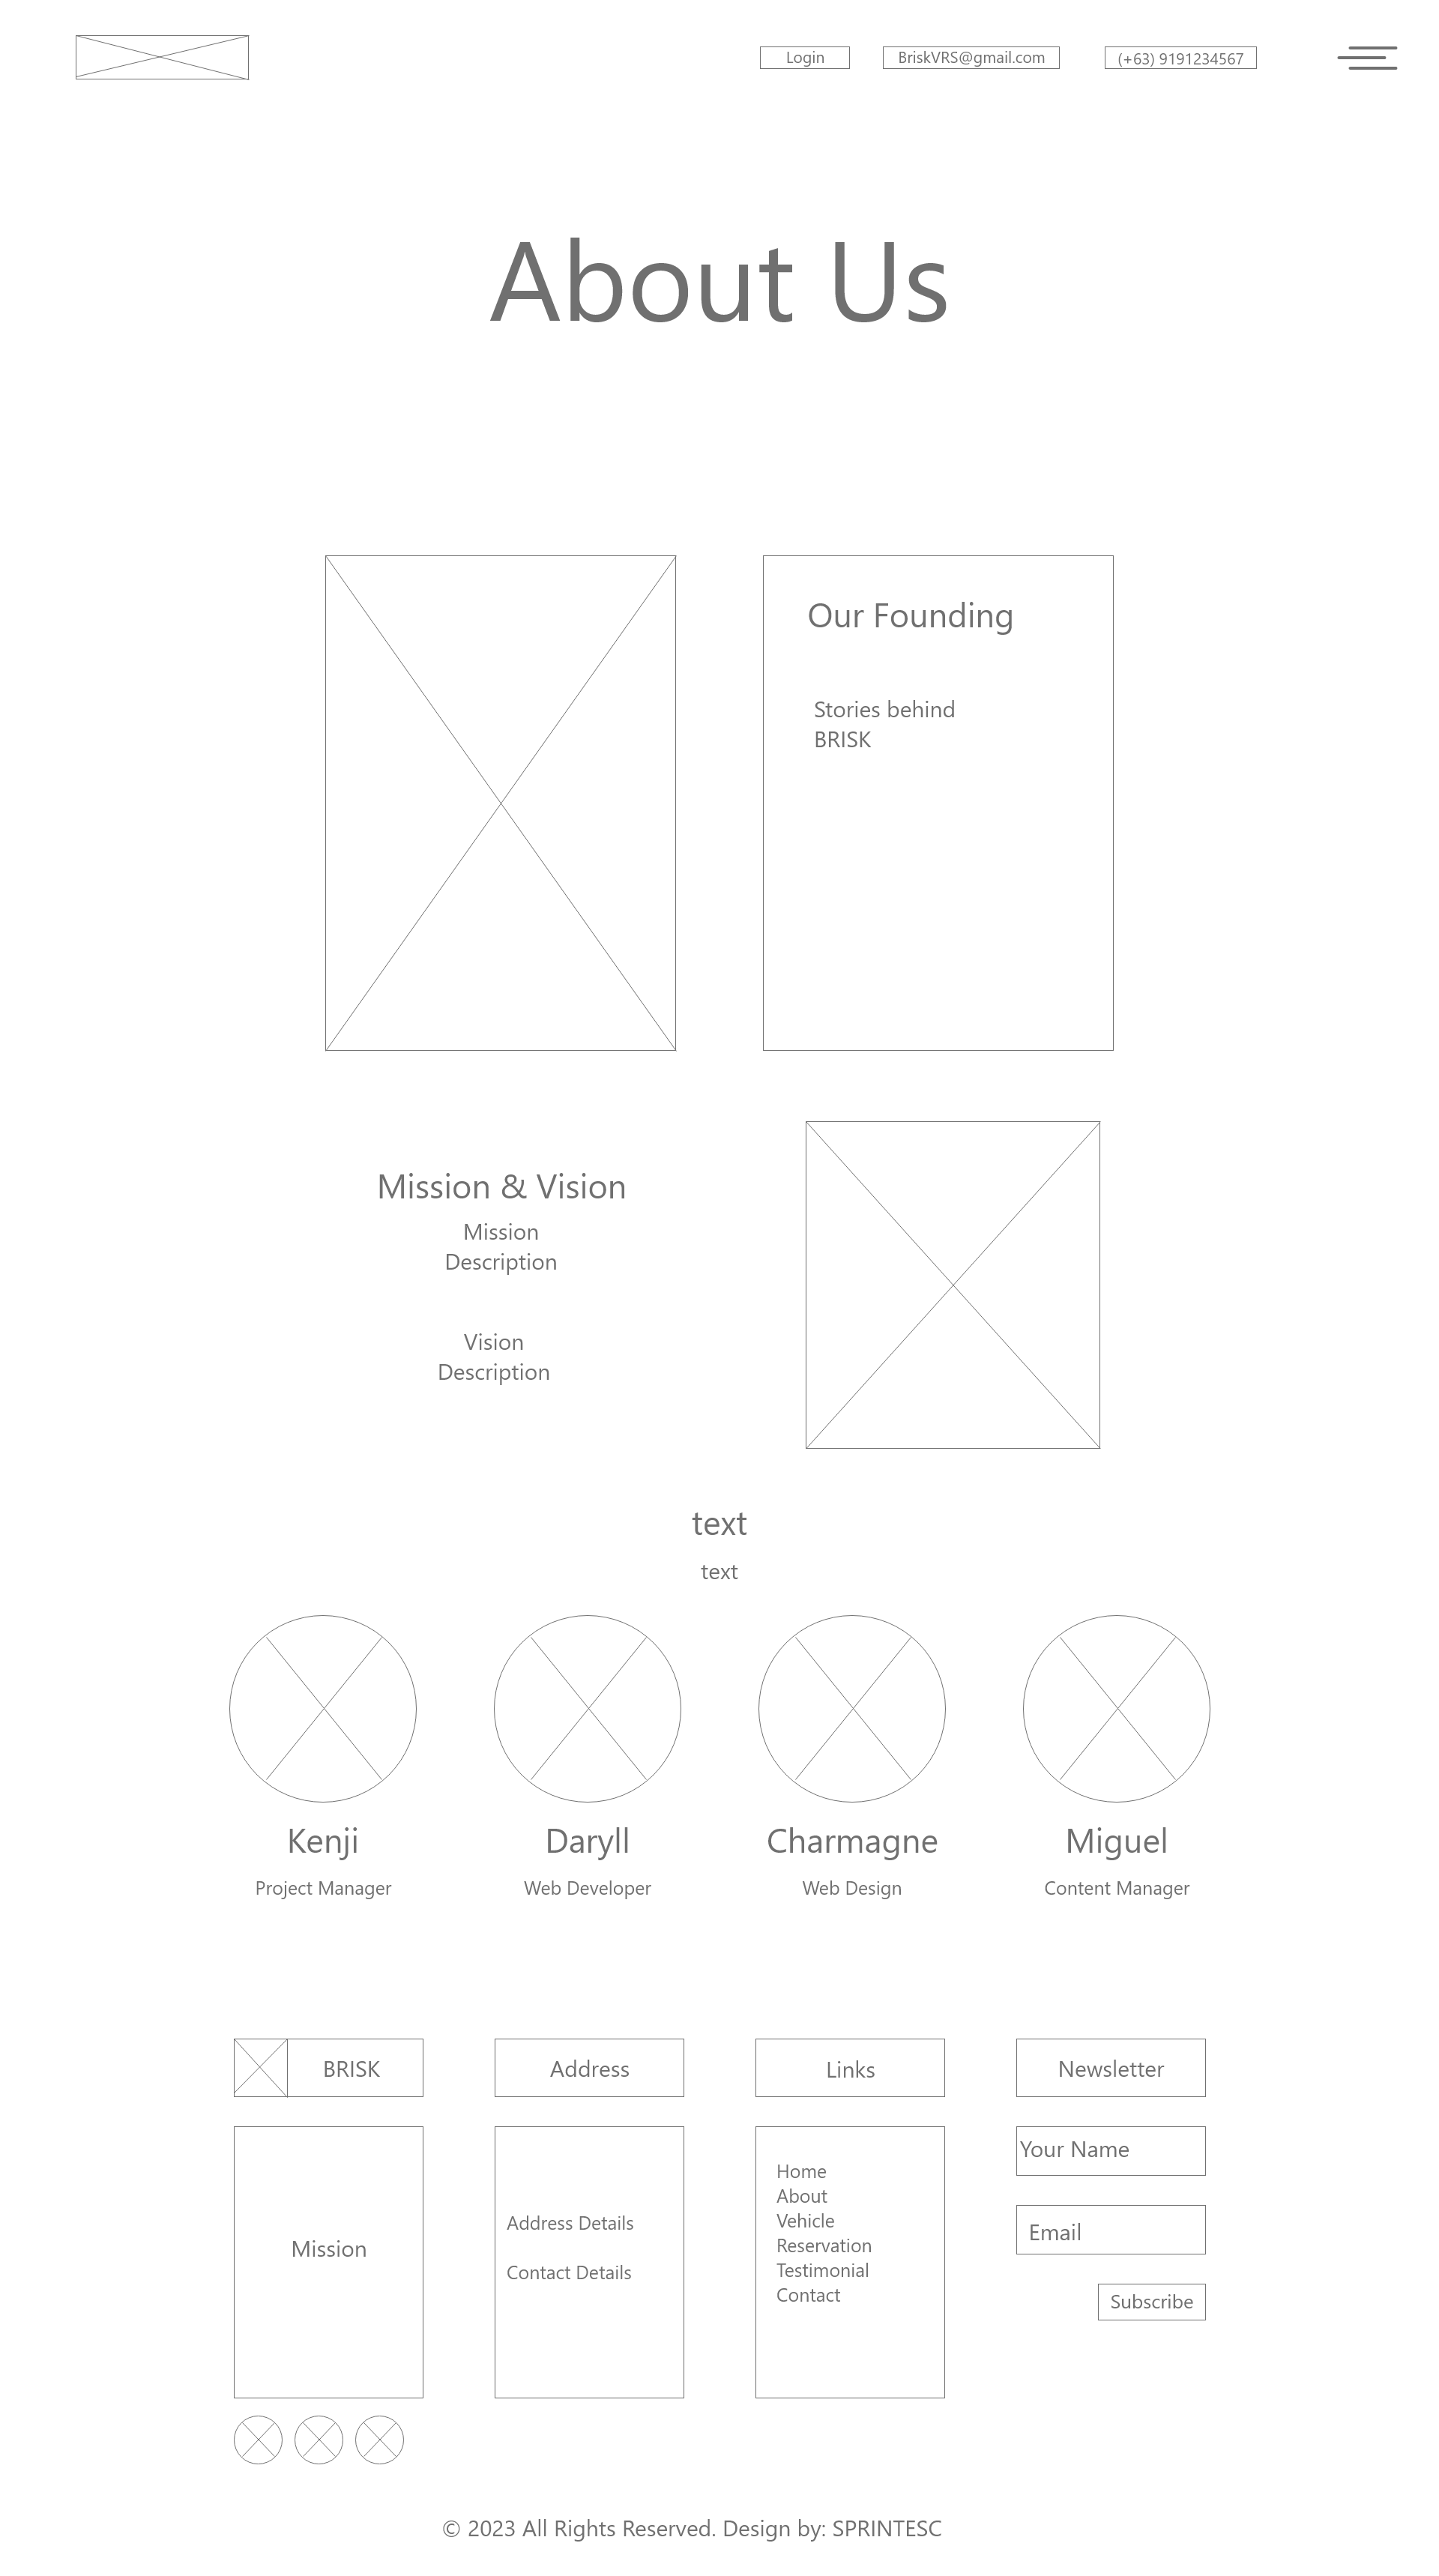 Login
BriskVRS@gmail.com
(+63) 9191234567
About Us
Our Founding
Stories behind
BRISK
Mission & Vision
Mission
Description
Vision
Description
text
text
Kenji
Project Manager
Daryll
Web Developer
Charmagne
Web Design
Miguel
Content Manager
BRISK
Mission
Address
Address Details
Contact Details
Links
Home
About
Vehicle
Reservation
Testimonial
Contact
Newsletter
Your Name
Email
Subscribe
© 2023 All Rights Reserved. Design by: SPRINTESC